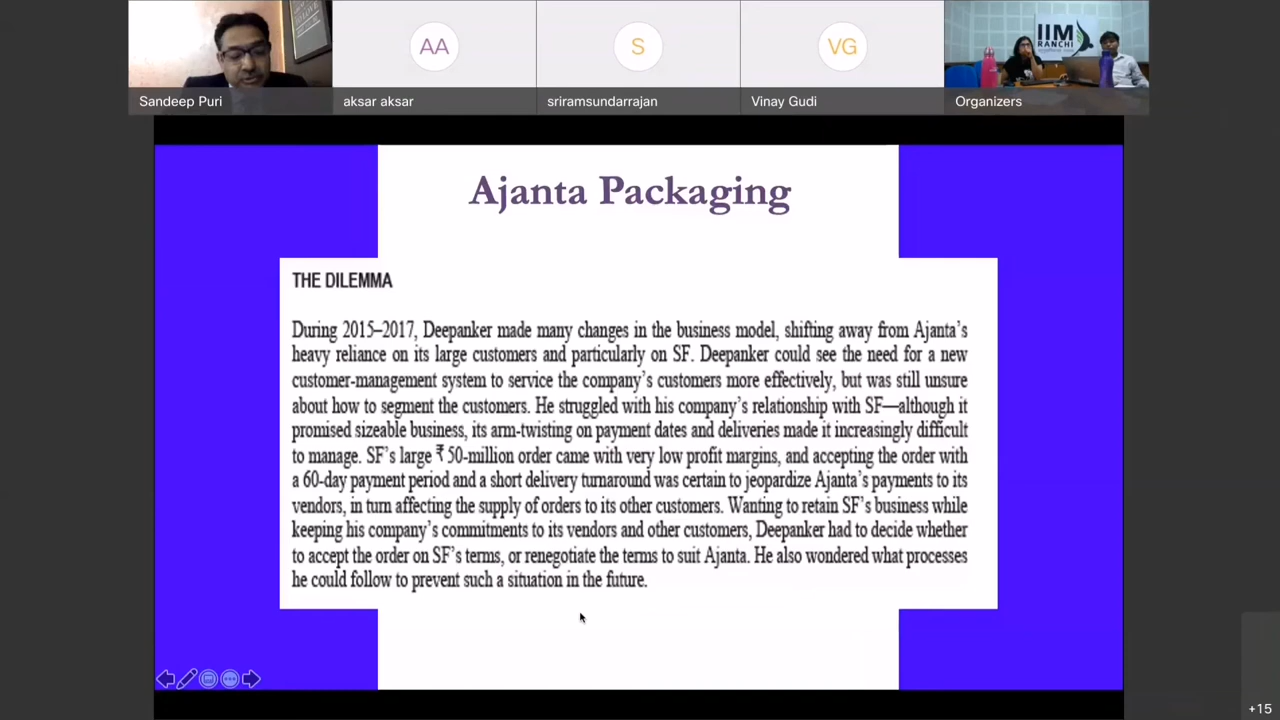 AA
S
VG
IIM
RANCHI
Sandeep Puri
aksar aksar
sriramsundarrajan
Vinay Gudi
Organizers
Ajanta Packaging
THE DILEMMA
During 2015–2017, Deepanker made many changes in the business model, shifting away from Ajanta's
heavy reliance on its large customers and particularly on SF. Deepanker could see the need for a new
customer-management system to service the company's customers more effectively, but was still unsure
about how to segment the customers. He struggled with his company's relationship with SF—although it
promised sizeable business, its arm-twisting on payment dates and deliveries made it increasingly difficult
to manage. SF's large ₹ 50-million order came with very low profit margins, and accepting the order with
a 60-day payment period and a short delivery turnaround was certain to jeopardize Ajanta's payments to its
vendors, in turn affecting the supply of orders to its other customers. Wanting to retain SF's business while
keeping his company's commitments to its vendors and other customers, Deepanker had to decide whether
to accept the order on SF's terms, or renegotiate the terms to suit Ajanta. He also wondered what processes
he could follow to prevent such a situation in the future.
+15